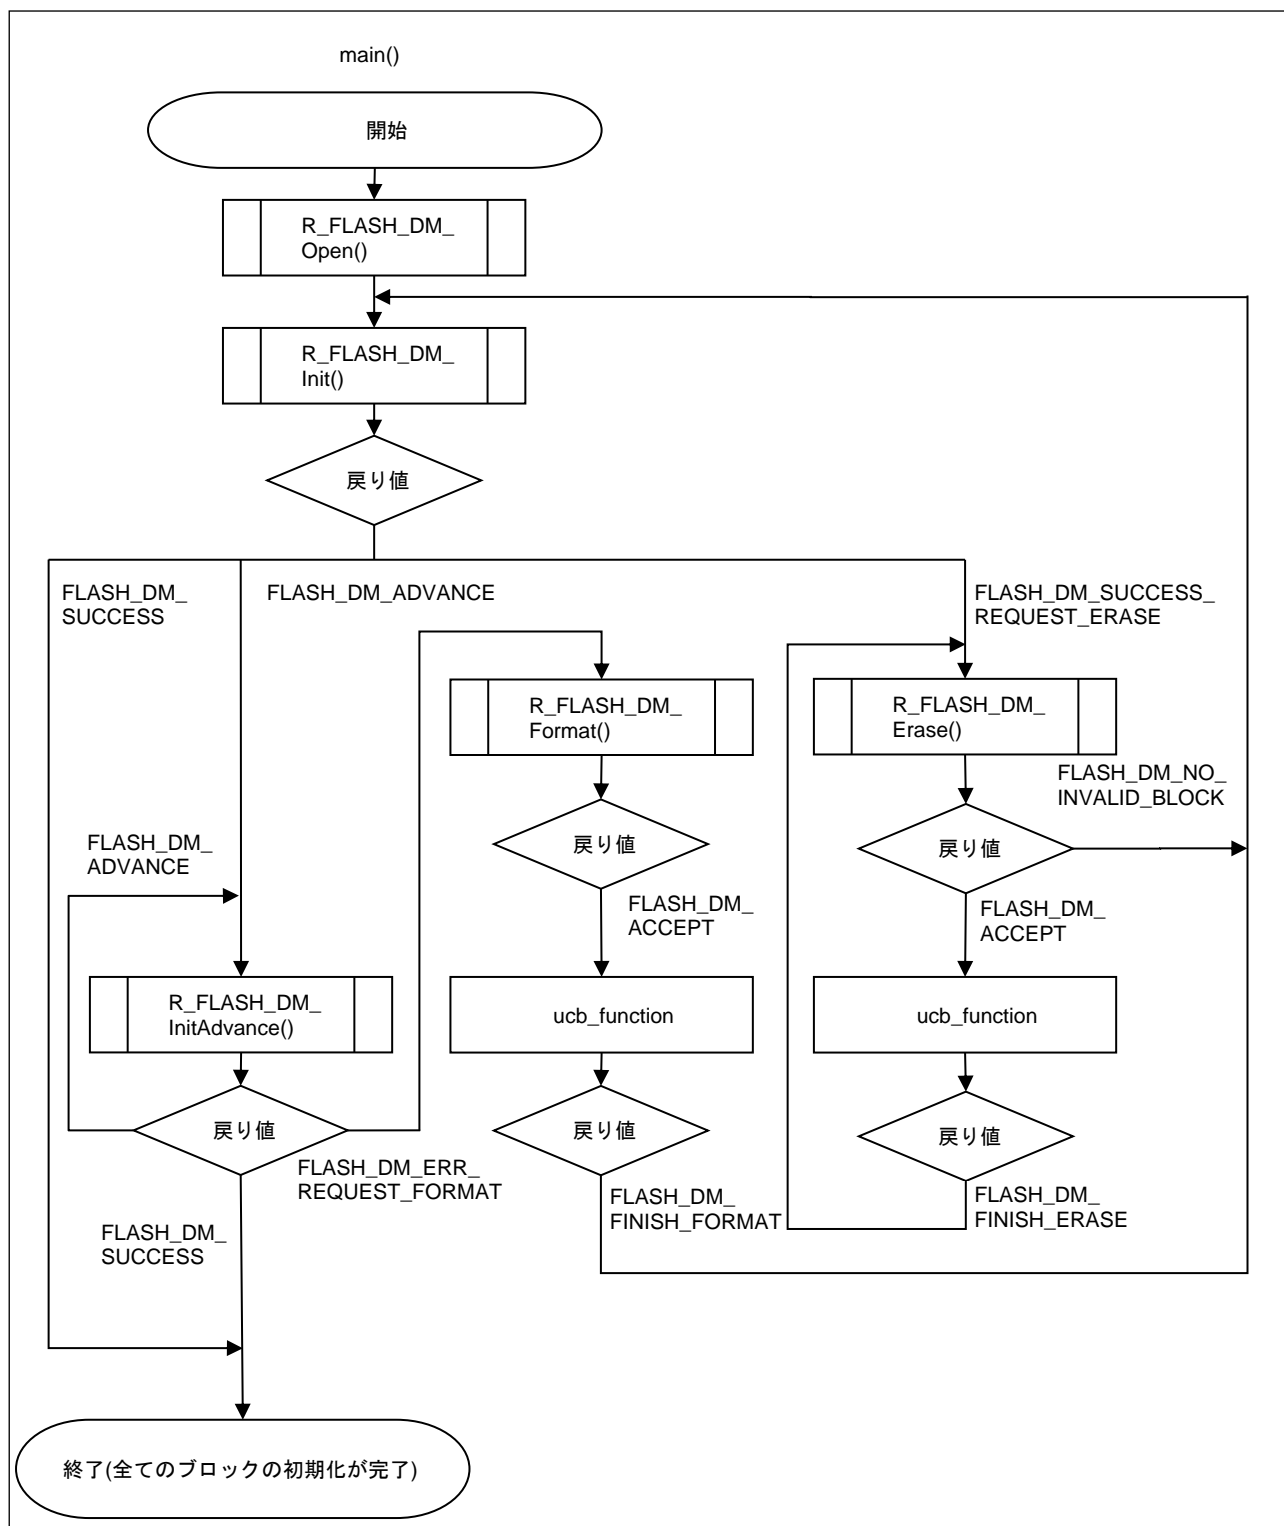 main()
開始
R_FLASH_DM_
Open()
R_FLASH_DM_
Init()
戻り値
FLASH_DM_
SUCCESS
FLASH_DM_ADVANCE
FLASH_DM_SUCCESS_
REQUEST_ERASE
R_FLASH_DM_
Format()
R_FLASH_DM_
Erase()
FLASH_DM_NO_
INVALID_BLOCK
FLASH_DM_
ADVANCE
戻り値
戻り値
FLASH_DM_
ACCEPT
FLASH_DM_
ACCEPT
R_FLASH_DM_
InitAdvance()
ucb_function
ucb_function
戻り値
戻り値
戻り値
FLASH_DM_ERR_
REQUEST_FORMAT
FLASH_DM_
FINISH_FORMAT
FLASH_DM_
FINISH_ERASE
FLASH_DM_
SUCCESS
終了(全てのブロックの初期化が完了)